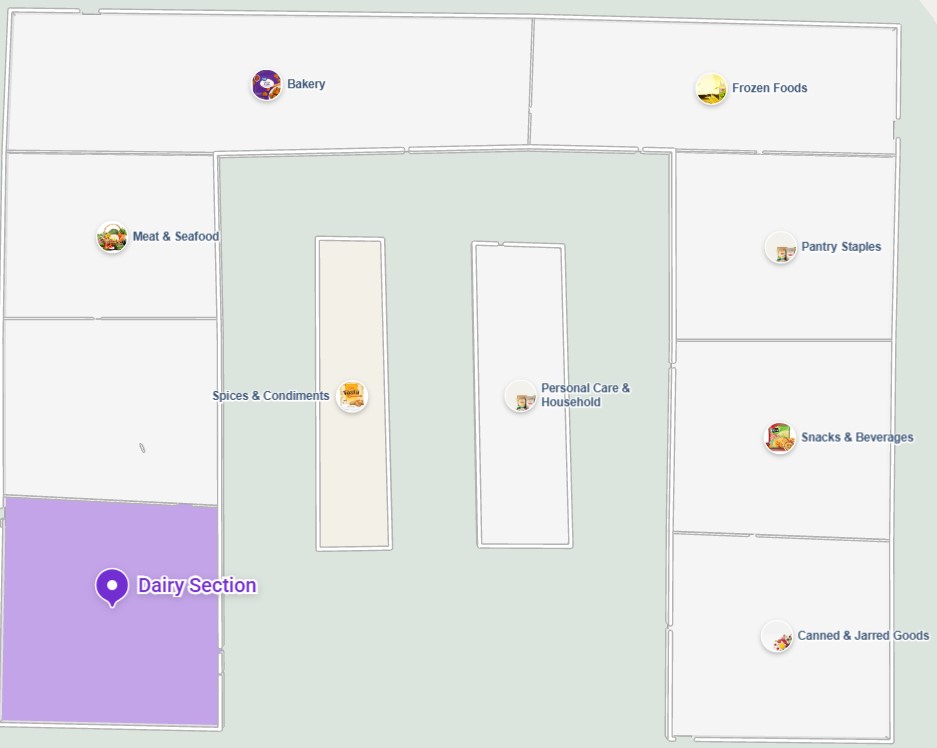 Bakery
Frozen Foods
Meat & Seafood
Pantry Staples
Spices & Condiments
Personal Care &
Household
Snacks & Beverages
Dairy Section
Canned & Jarred Goods